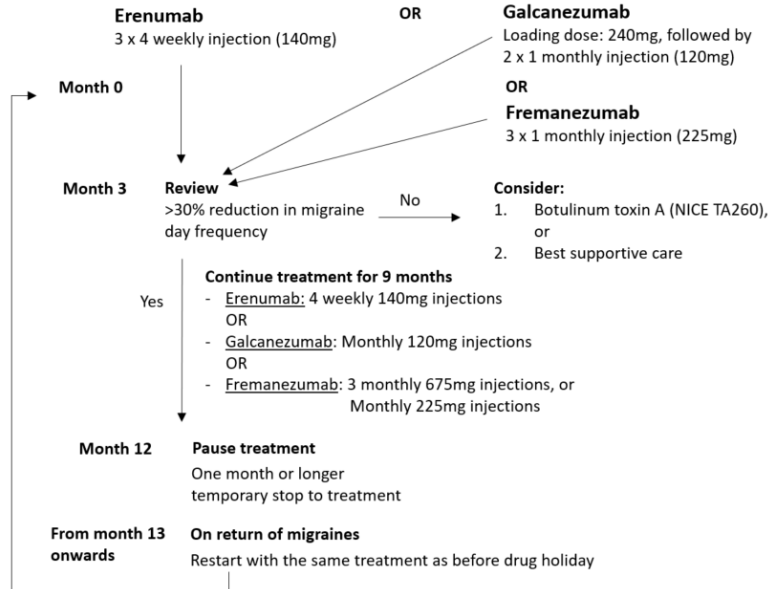 Erenumab
3 x 4 weekly injection (140mg)
OR
Galcanezumab
Loading dose: 240mg, followed by
2 x 1 monthly injection (120mg)
OR
Fremanezumab
3 x 1 monthly injection (225mg)
Month 0
Month 3
Review
>30% reduction in migraine
day frequency
No
Consider:
1. Botulinum toxin A (NICE TA260),
or
2. Best supportive care
Yes
Continue treatment for 9 months
- Erenumab: 4 weekly 140mg injections
OR
- Galcanezumab: Monthly 120mg injections
OR
- Fremanezumab: 3 monthly 675mg injections, or
Monthly 225mg injections
Month 12
Pause treatment
One month or longer
temporary stop to treatment
From month 13
onwards
On return of migraines
Restart with the same treatment as before drug holiday